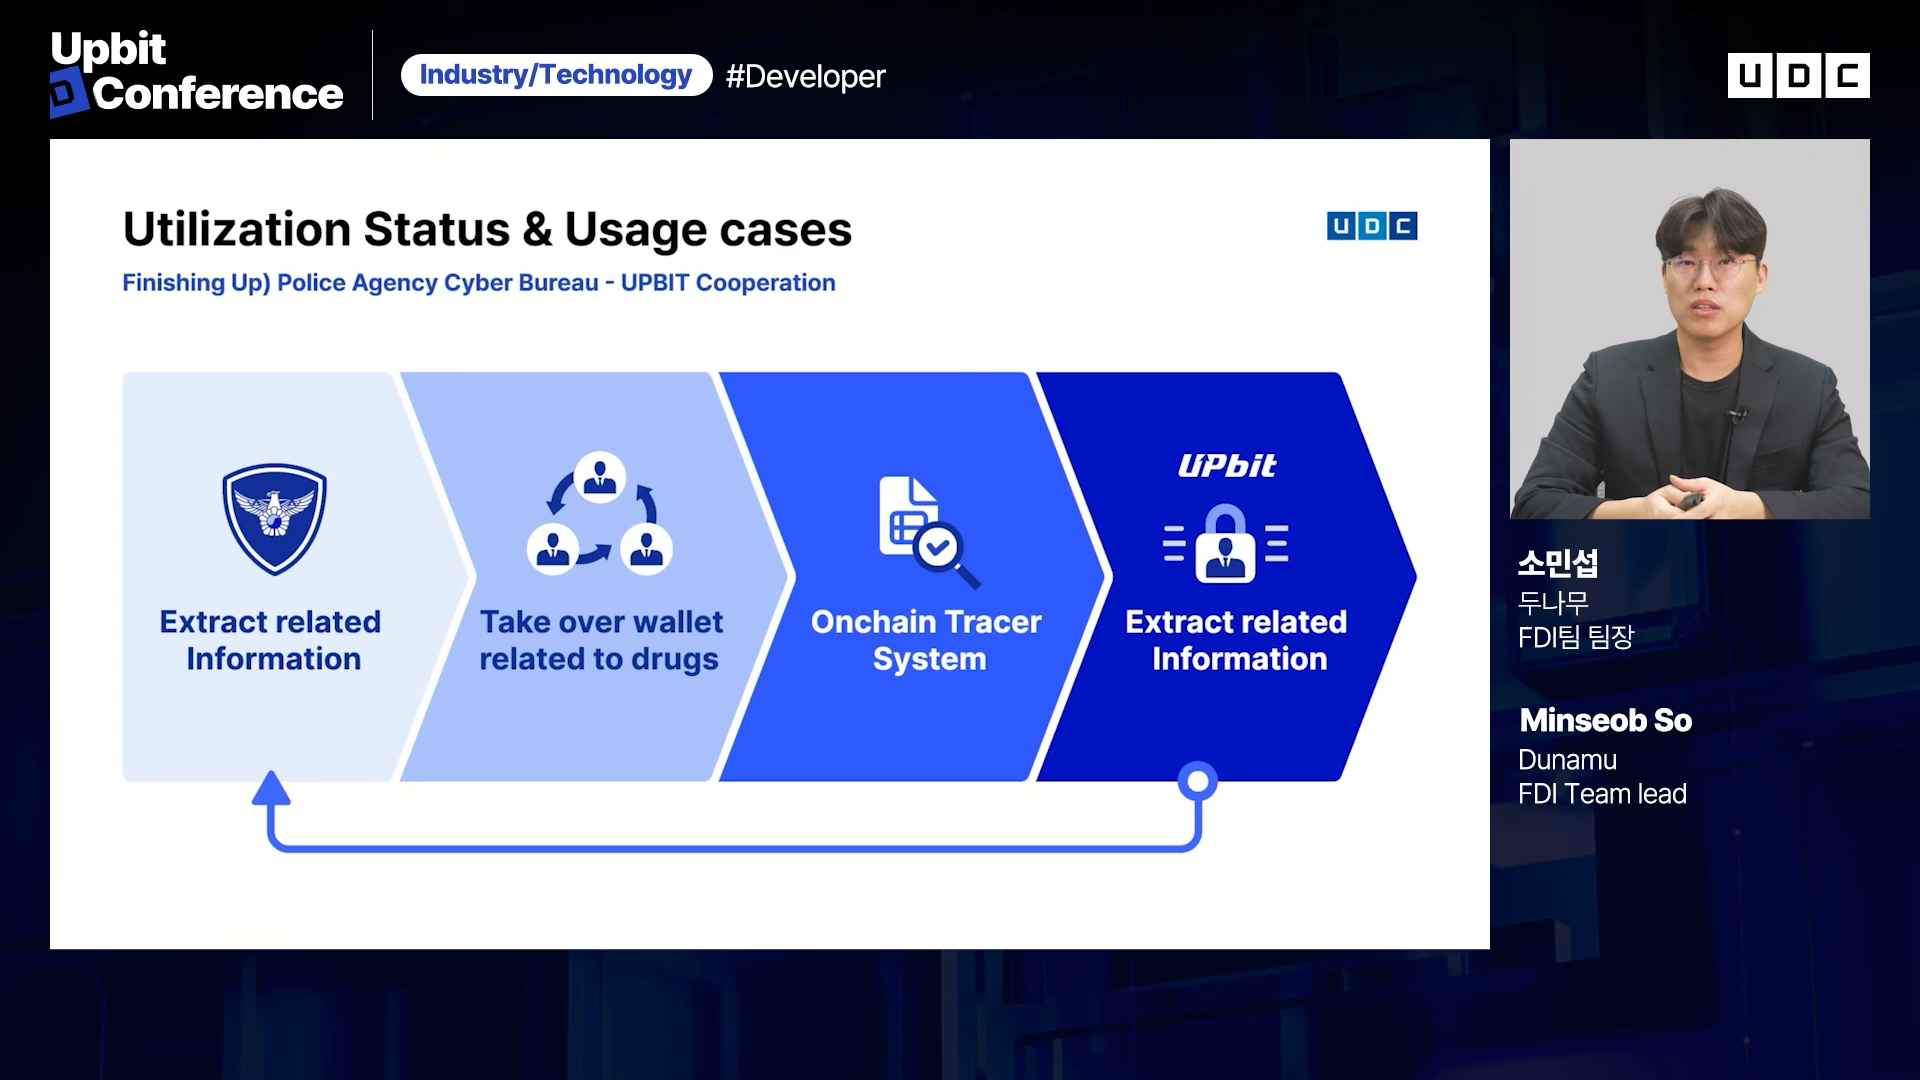 Upbit
D Conference
Industry/Technology #Developer
UDC
Utilization Status & Usage cases
UDC
Finishing Up) Police Agency Cyber Bureau - UPBIT Cooperation
Extract related
Information
Take over wallet
related to drugs
Onchain Tracer
System
UPbit
Extract related
Information
소민섭
두나무
FDI팀 팀장
Minseob So
Dunamu
FDI Team lead